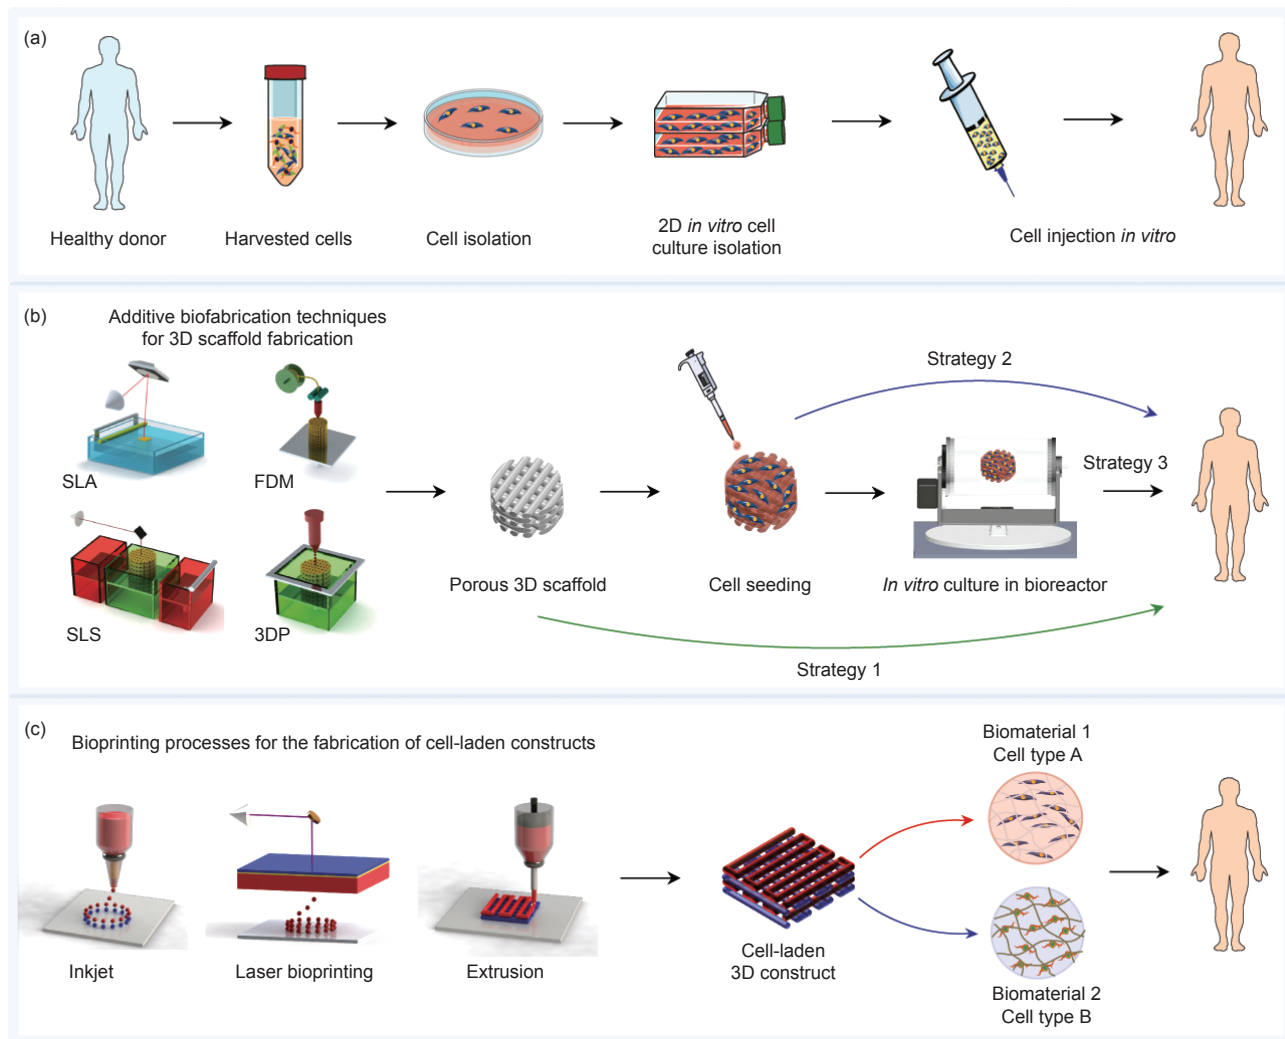 (a)
Healthy donor
Harvested cells
Cell isolation
2D in vitro cell
culture isolation
Cell injection in vitro
(b)
Additive biofabrication techniques
for 3D scaffold fabrication
SLA
FDM
SLS
3DP
Porous 3D scaffold
Cell seeding
In vitro culture in bioreactor
Strategy 2
Strategy 3
Strategy 1
(c)
Bioprinting processes for the fabrication of cell-laden constructs
Inkjet
Laser bioprinting
Extrusion
Cell-laden
3D construct
Biomaterial 1
Cell type A
Biomaterial 2
Cell type B